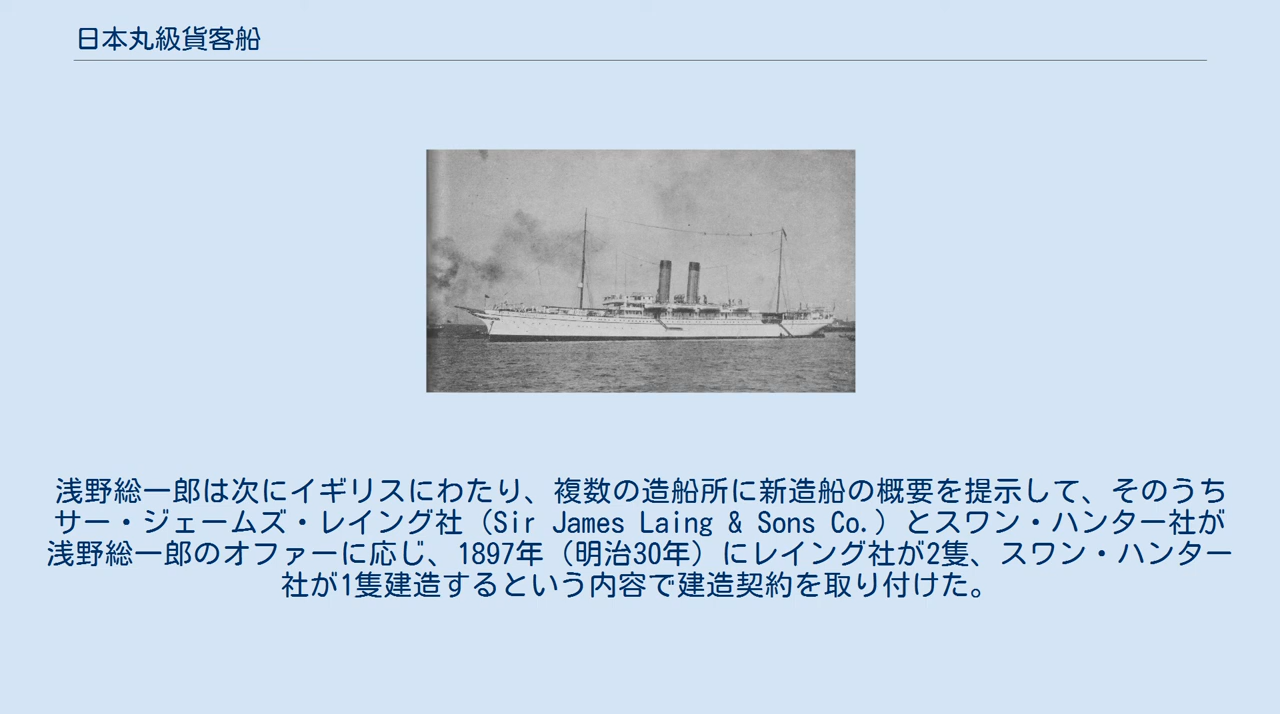 日本丸級貨客船
浅野総一郎は次にイギリスにわたり、複数の造船所に新造船の概要を提示して、そのうち
サー・ジェームズ・レイング社（Sir James Laing & Sons Co.）とスワン・ハンター社が
浅野総一郎のオファーに応じ、1897年（明治30年）にレイング社が2隻、スワン・ハンター
社が1隻建造するという内容で建造契約を取り付けた。